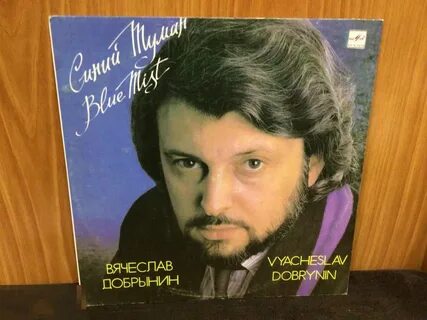 Синий Туман
Blue Mist
ВЯЧЕСЛАВ
ДОБРЫНИН
VYACHESLAV
DOBRYNIN